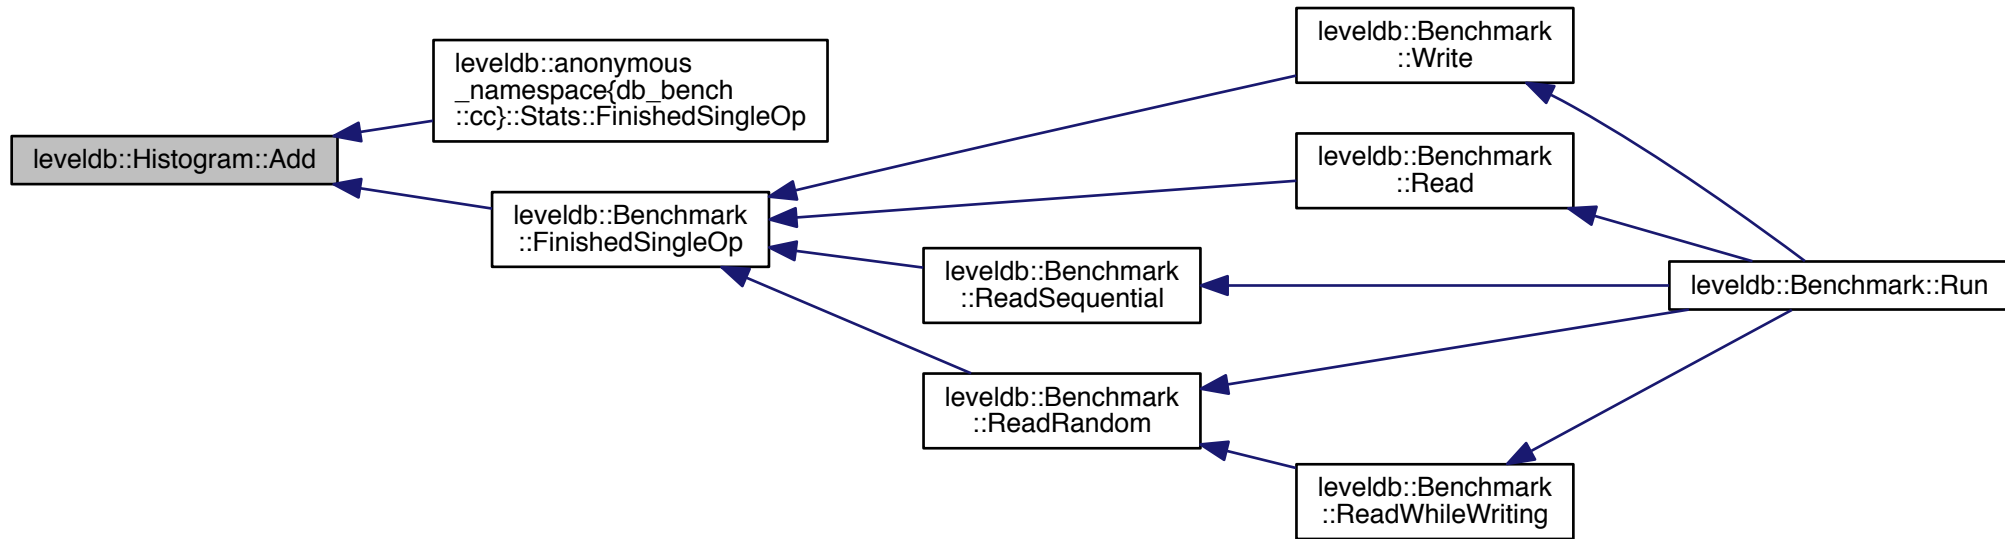 leveldb::Histogram::Add
leveldb::anonymous
_namespace{db_bench
::cc}::Stats::FinishedSingleOp
leveldb::Benchmark
::FinishedSingleOp
leveldb::Benchmark
::Write
leveldb::Benchmark
::Read
leveldb::Benchmark
::ReadSequential
leveldb::Benchmark
::ReadRandom
leveldb::Benchmark
::ReadWhileWriting
leveldb::Benchmark::Run